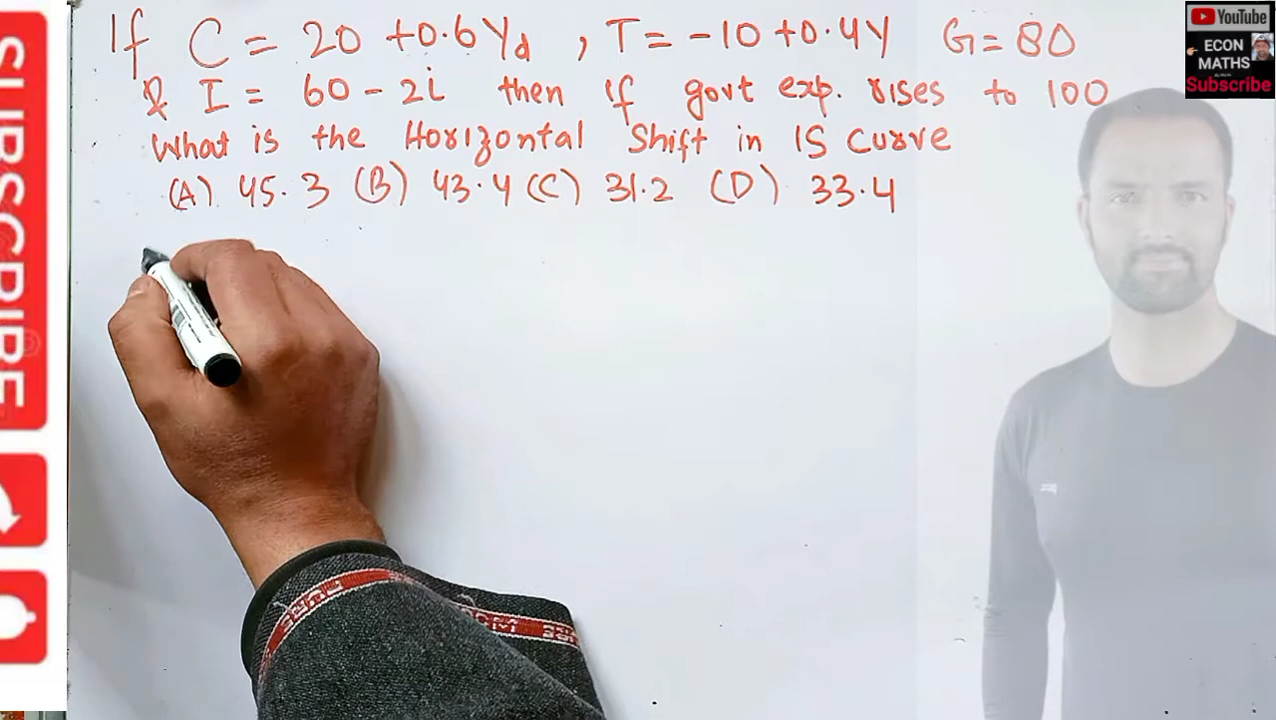 If C = 20 + 0.6Yd , T = -10 + 0.4Y G = 80
& I = 60 - 2i then if govt exp. rises to 100
What is the Horizontal Shift in IS Curve
(A) 45.3 (B) 43.4 (C) 31.2 (D) 33.4
YouTube
ECON
MATHS
Subscribe
SUBSCRIBE